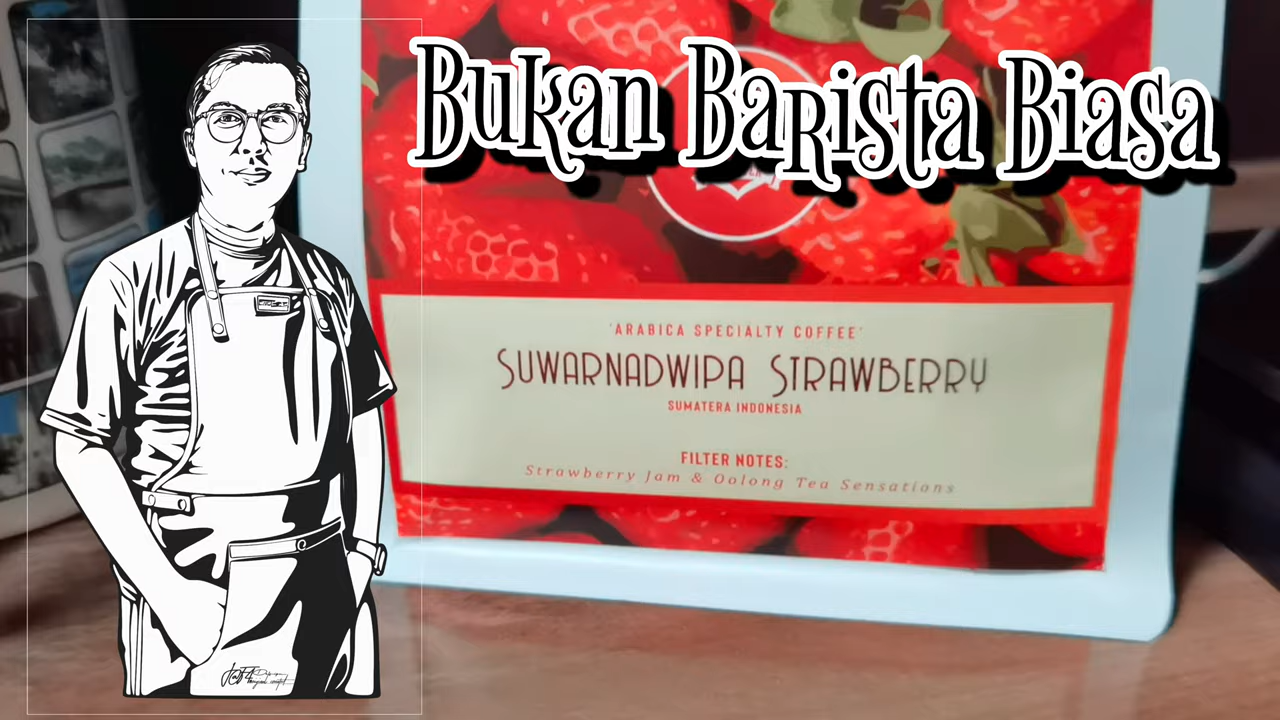 Bukan Barista Biasa
'ARABICA SPECIALTY COFFEE'
SUWARNADWIPA STRAWBERRY
SUMATERA INDONESIA
FILTER NOTES:
Strawberry Jam & Oolong Tea Sensations